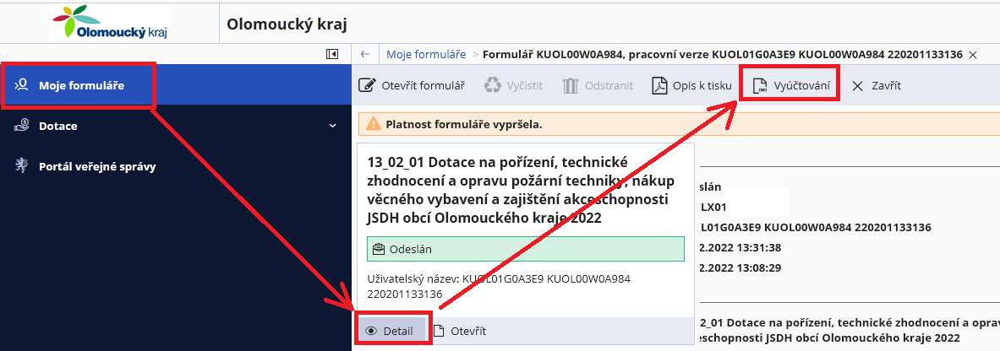 Olomoucký kraj
Olomoucký kraj
Moje formuláře
Dotace
Portál veřejné správy
Moje formuláře > Formulář KUOL00W0A984, pracovní verze KUOL01G0A3E9 KUOL00W0A984 220201133136
Otevřít formulář Vyčistit Odstranit Opis k tisku Vyúčtování Zavřít
Platnost formuláře vypršela.
13_02_01 Dotace na pořízení, technické
zhodnocení a opravu požární techniky, nákup
věcného vybavení a zajištění akceschopnosti
JSDH obcí Olomouckého kraje 2022
Odeslán
Uživatelský název: KUOL01G0A3E9 KUOL00W0A984
220201133136
Detail Otevřít
slán
LX01
L01G0A3E9 KUOL00W0A984 220201133136
2.2022 13:31:38
2.2022 13:08:29
2_01 Dotace na pořízení, technické zhodnocení a oprav
eschopnosti JSDH obcí Olomouckého kraje 2022